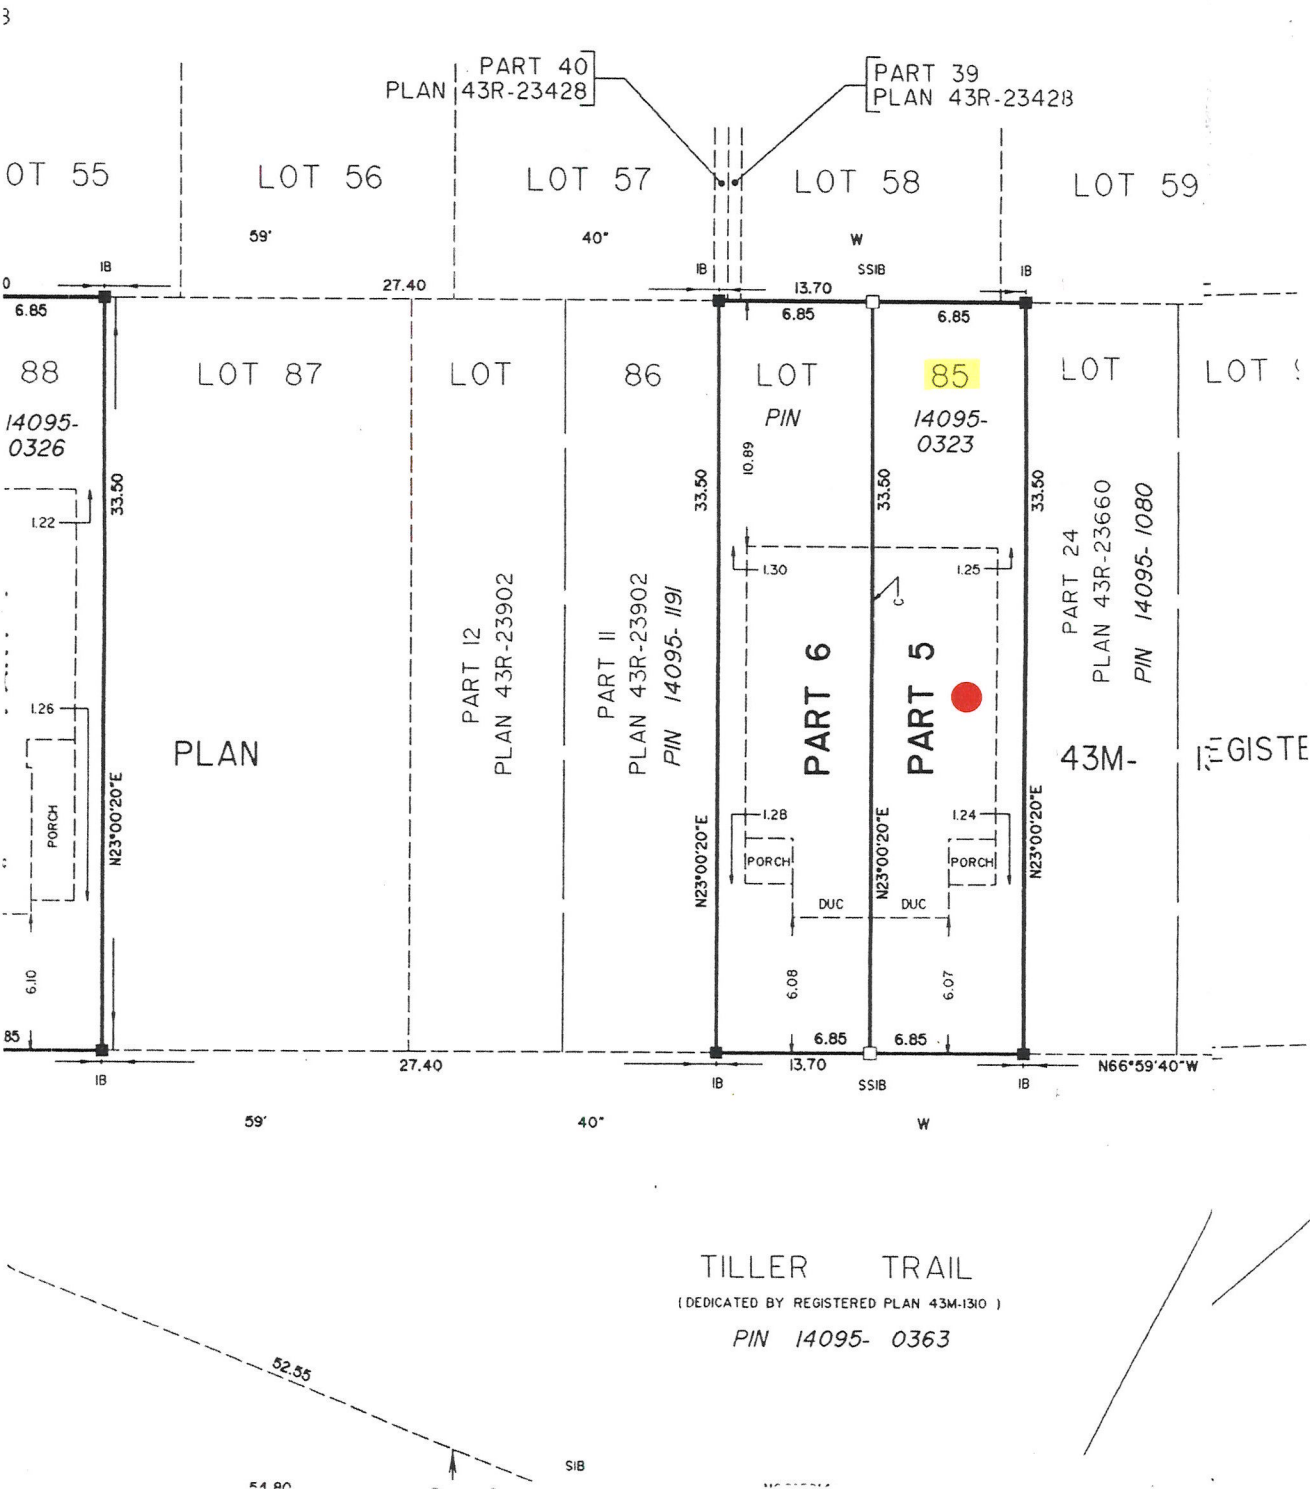 PART 40
PLAN 43R-23428
PART 39
PLAN 43R-23428
OT 55
LOT 56
LOT 57
LOT 58
LOT 59
59'
40"
W
IB
IB
SSIB
IB
27.40
13.70
6.85
6.85
6.85
88
LOT 87
LOT
86
LOT
85
LOT
LOT
14095-
0326
PIN
14095-
0323
10.89
33.50
33.50
33.50
33.50
1.22
1.30
1.25
C
PART 12
PLAN 43R-23902
PART 11
PLAN 43R-23902
PIN 14095-1191
PART 6
PART 5
PART 24
PLAN 43R-23660
PIN 14095-1080
1.26
PLAN
43M-
EGISTE
1.28
1.24
PORCH
PORCH
PORCH
N23°00'20"E
N23°00'20"E
N23°00'20"E
N23°00'20"E
DUC
DUC
6.10
6.08
6.07
85
6.85
6.85
27.40
13.70
N66°59'40"W
IB
IB
SSIB
IB
59'
40"
W
TILLER TRAIL
(DEDICATED BY REGISTERED PLAN 43M-1310 )
PIN 14095- 0363
52.55
SIB
54.80